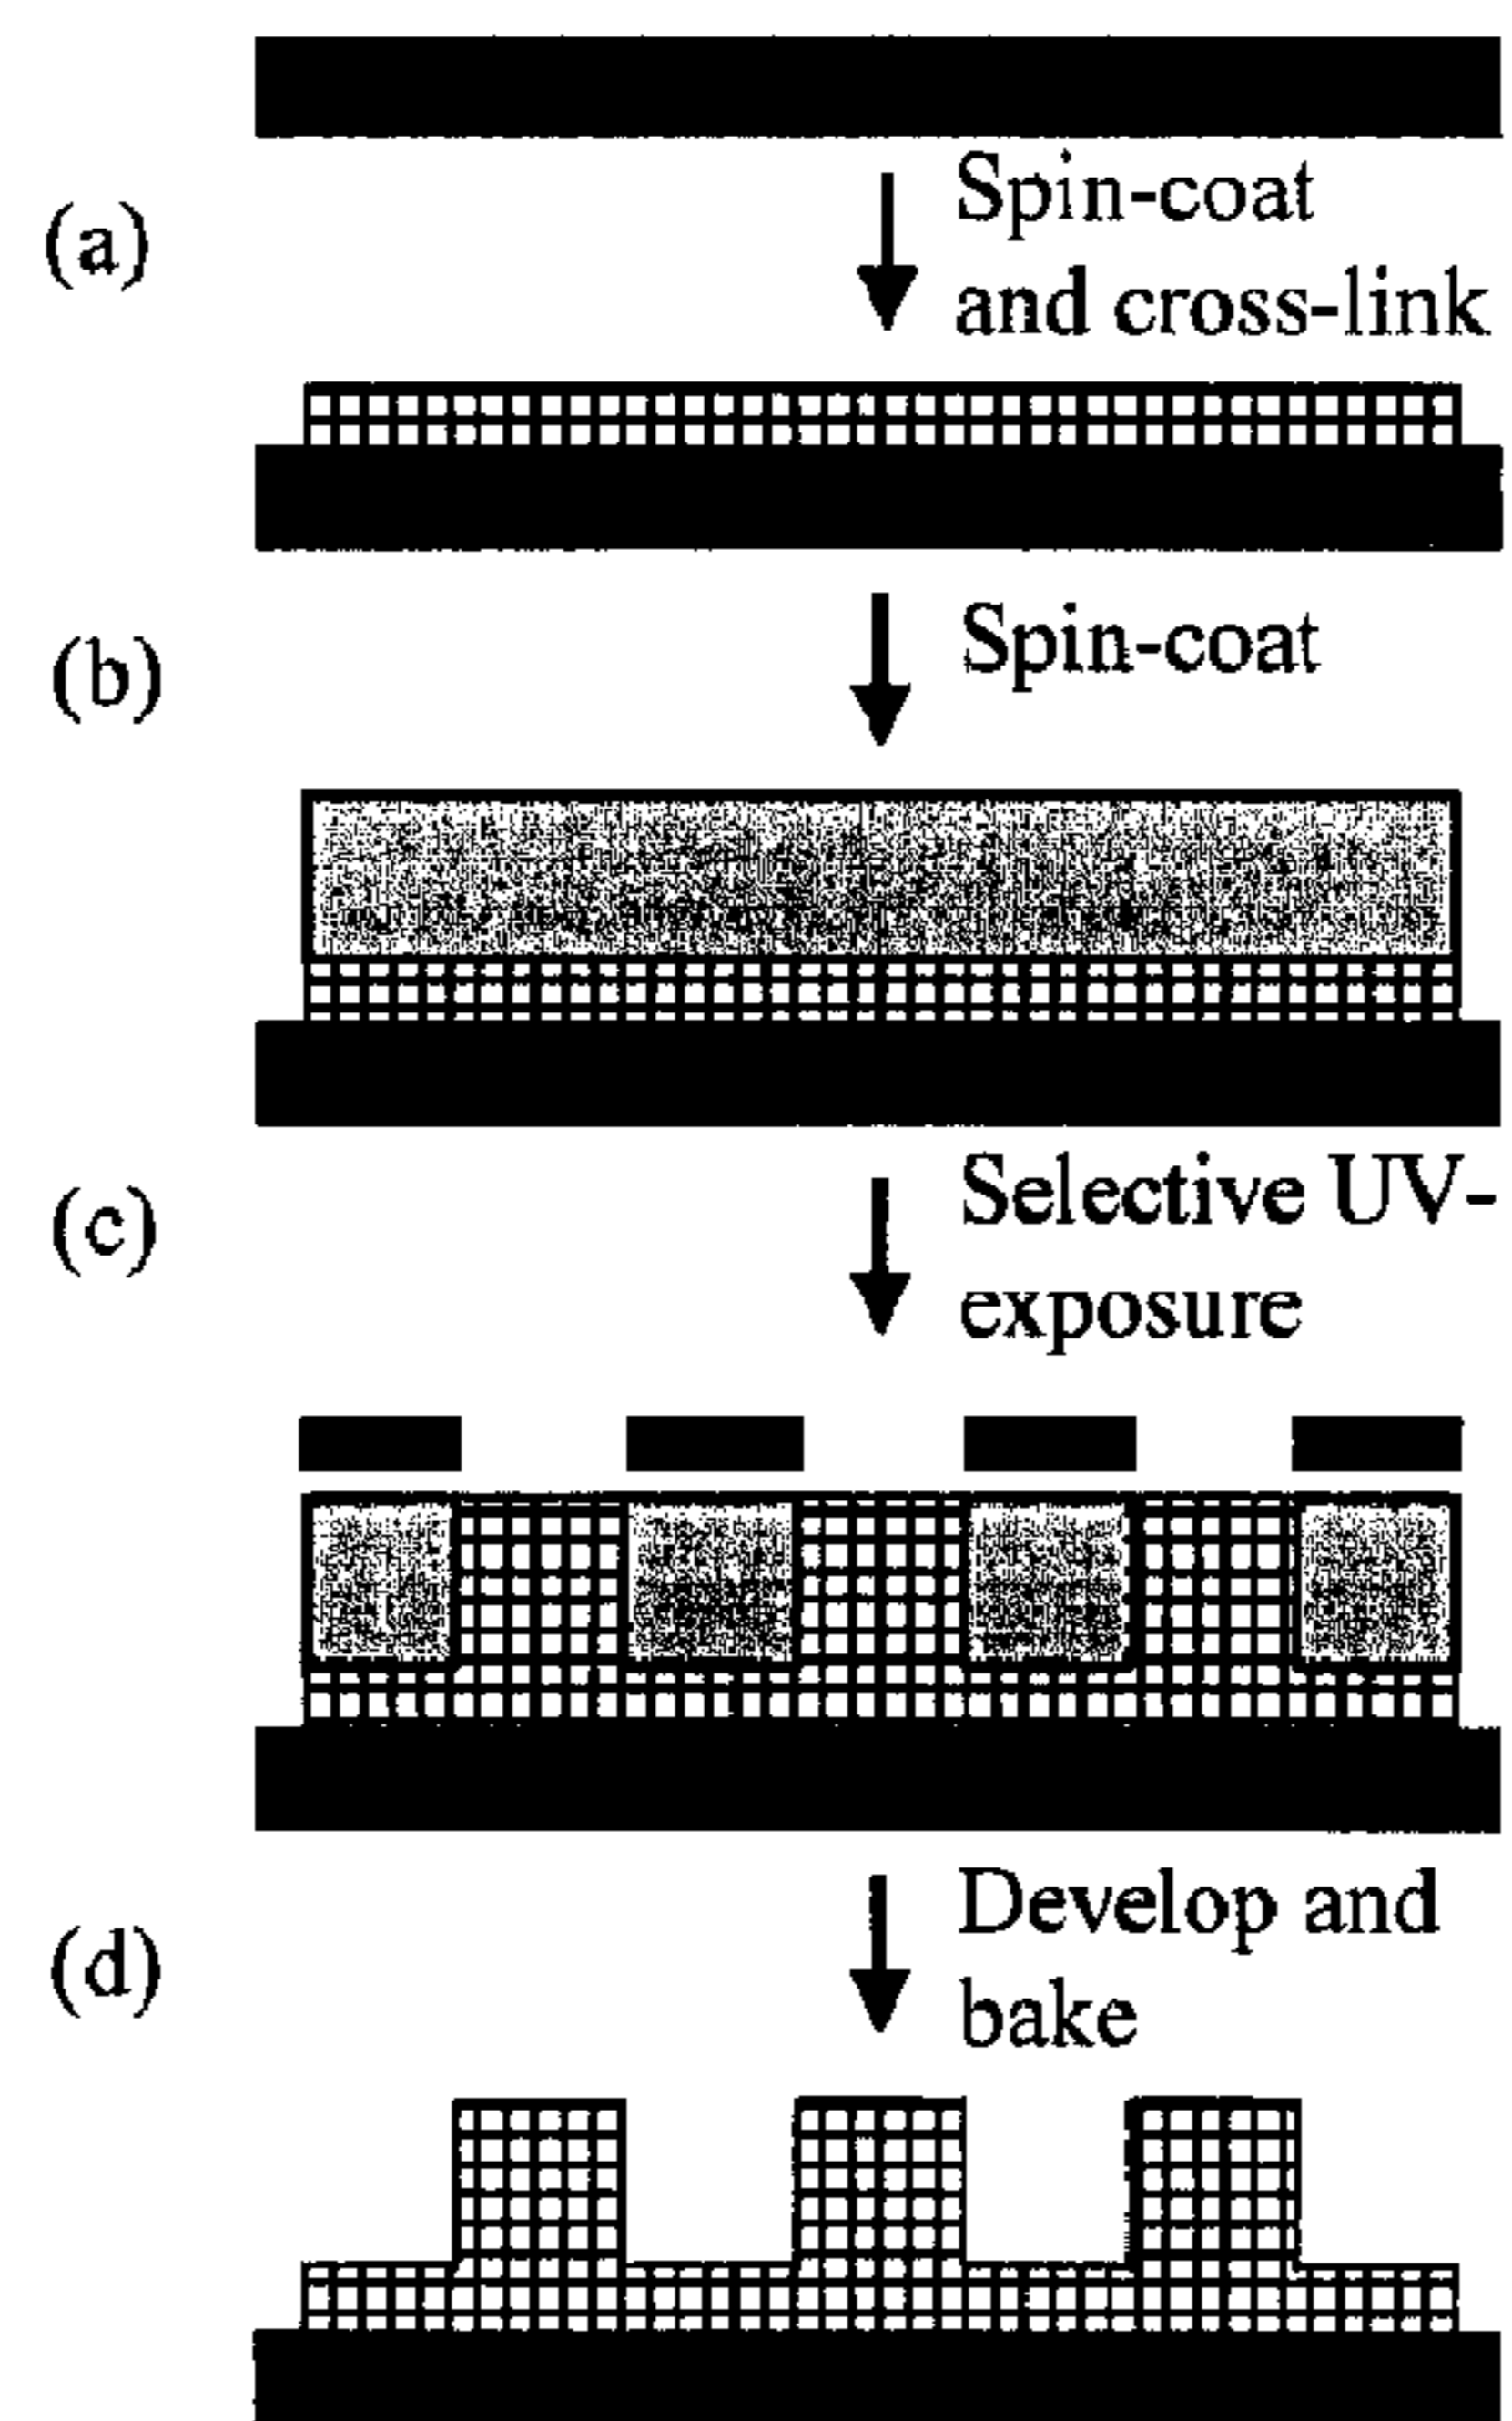 (a)
Spin-coat
and cross-link
(b)
Spin-coat
(c)
Selective UV-
exposure
(d)
Develop and
bake